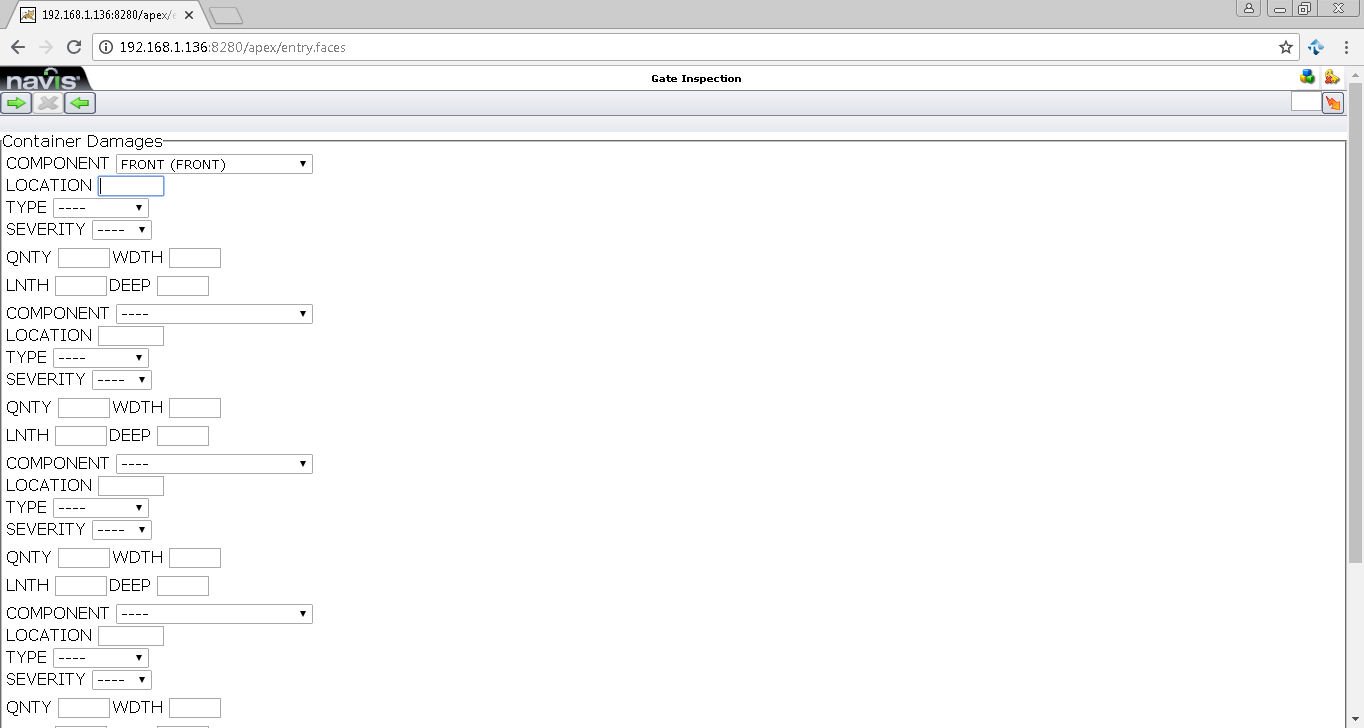 192.168.1.136:8280/apex/e
192.168.1.136:8280/apex/entry.faces
navis
Gate Inspection
Container Damages
COMPONENT FRONT (FRONT)
LOCATION
TYPE ----
SEVERITY ----
QNTY WDTH
LNTH DEEP
COMPONENT ----
LOCATION
TYPE ----
SEVERITY ----
QNTY WDTH
LNTH DEEP
COMPONENT ----
LOCATION
TYPE ----
SEVERITY ----
QNTY WDTH
LNTH DEEP
COMPONENT ----
LOCATION
TYPE ----
SEVERITY ----
QNTY WDTH